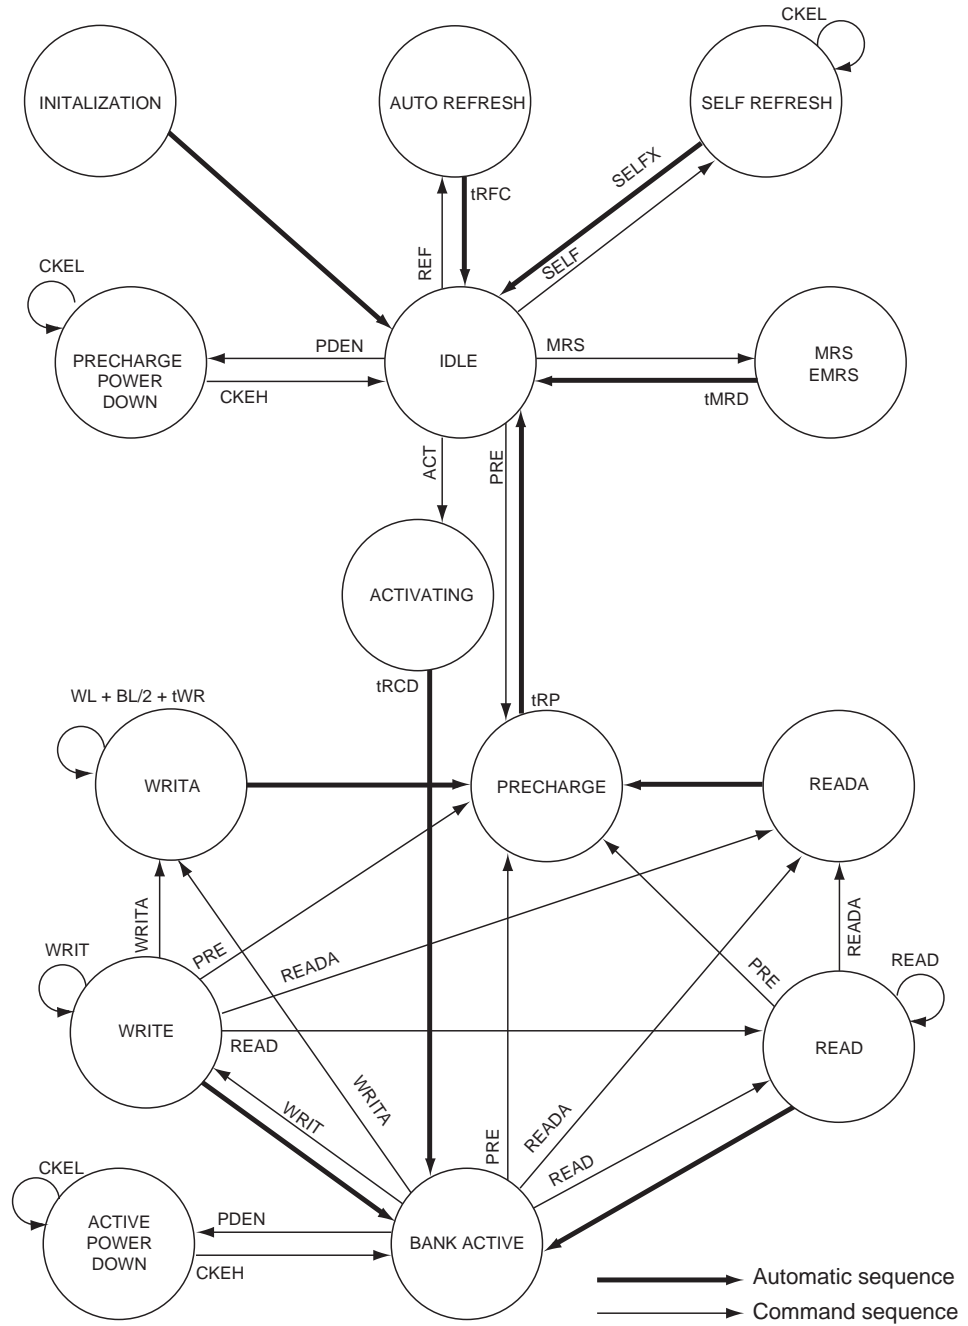 CKEL
INITALIZATION
AUTO REFRESH
SELF REFRESH
SELFX
tRFC
REF
SELF
CKEL
PDEN
IDLE
MRS
MRS
EMRS
PRECHARGE
POWER
DOWN
CKEH
tMRD
ACT
PRE
ACTIVATING
tRCD
WL + BL/2 + tWR
tRP
WRITA
PRECHARGE
READA
WRITA
PRE
READA
READA
WRIT
PRE
READ
WRITE
READ
READ
WRIT
WRITA
PRE
READA
READ
CKEL
ACTIVE
POWER
DOWN
PDEN
BANK ACTIVE
CKEH
Automatic sequence
Command sequence